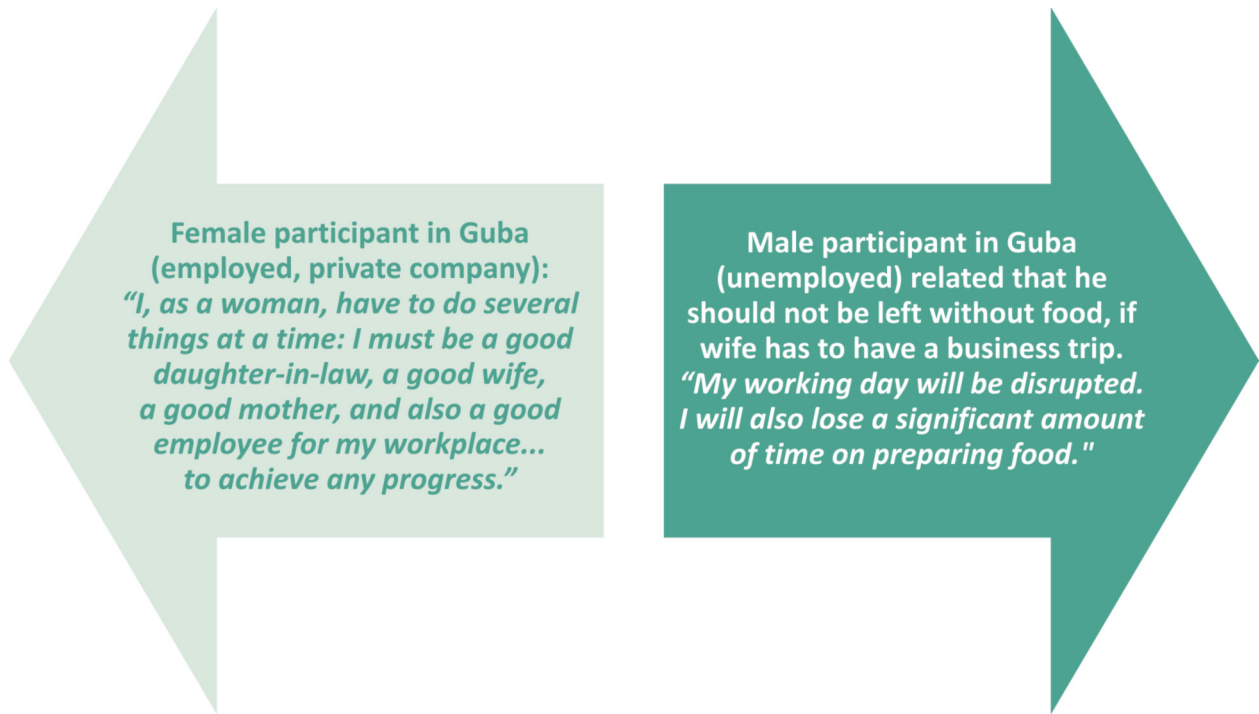 Female participant in Guba
(employed, private company):
“I, as a woman, have to do several
things at a time: I must be a good
daughter-in-law, a good wife,
a good mother, and also a good
employee for my workplace...
to achieve any progress.”
Male participant in Guba
(unemployed) related that he
should not be left without food, if
wife has to have a business trip.
“My working day will be disrupted.
I will also lose a significant amount
of time on preparing food."